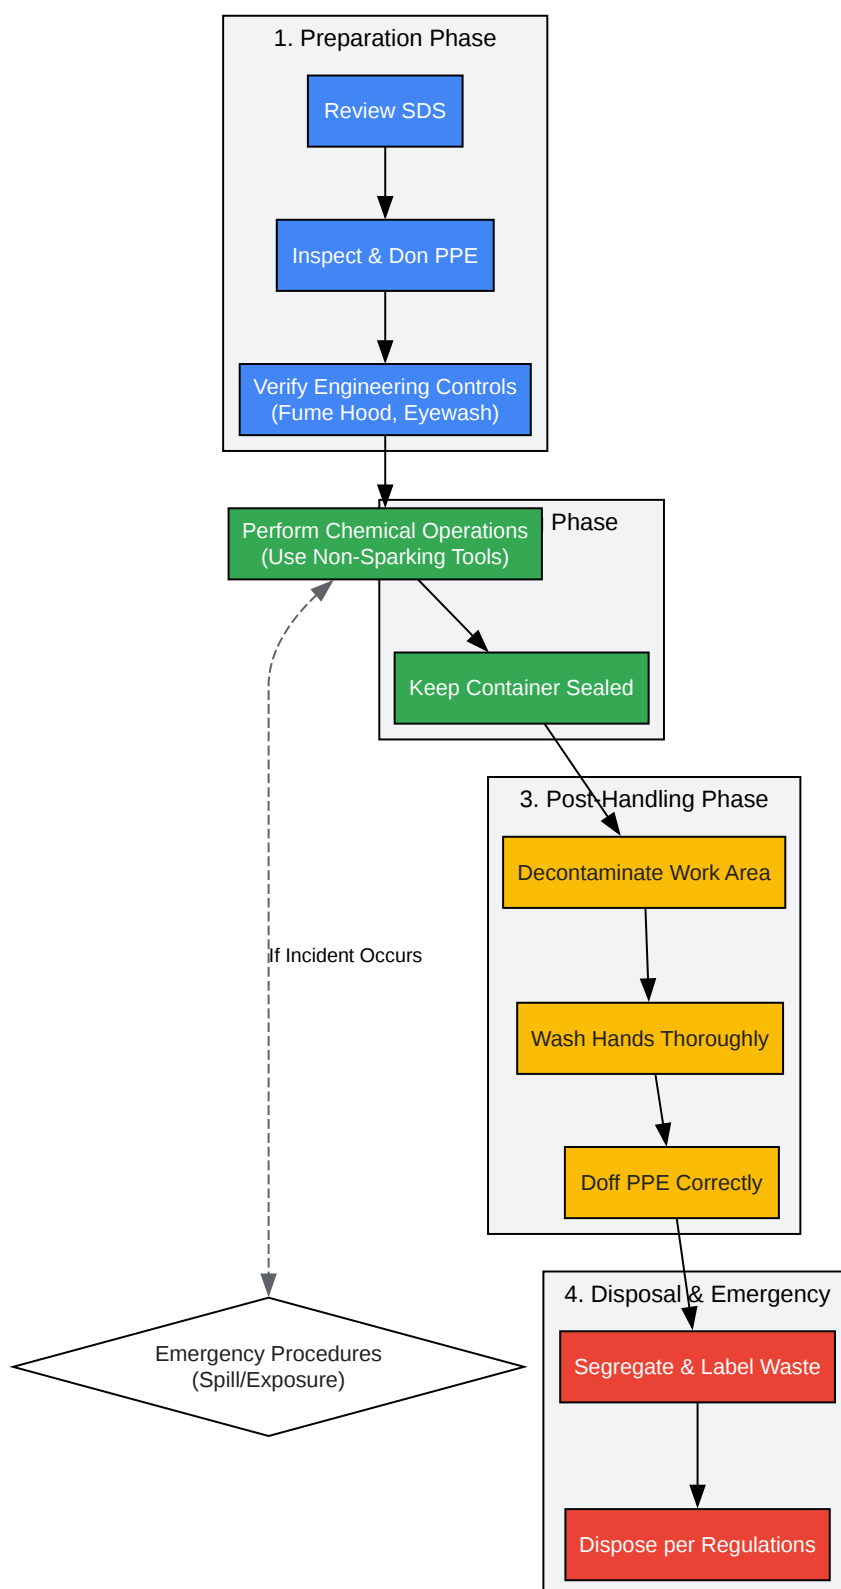 1. Preparation Phase
Review SDS
Inspect & Don PPE
Verify Engineering Controls
(Fume Hood, Eyewash)
Phase
Perform Chemical Operations
(Use Non-Sparking Tools)
Keep Container Sealed
3. Post-Handling Phase
Decontaminate Work Area
If Incident Occurs
Wash Hands Thoroughly
Doff PPE Correctly
4. Disposal & Emergency
Emergency Procedures
(Spill/Exposure)
Segregate & Label Waste
Dispose per Regulations